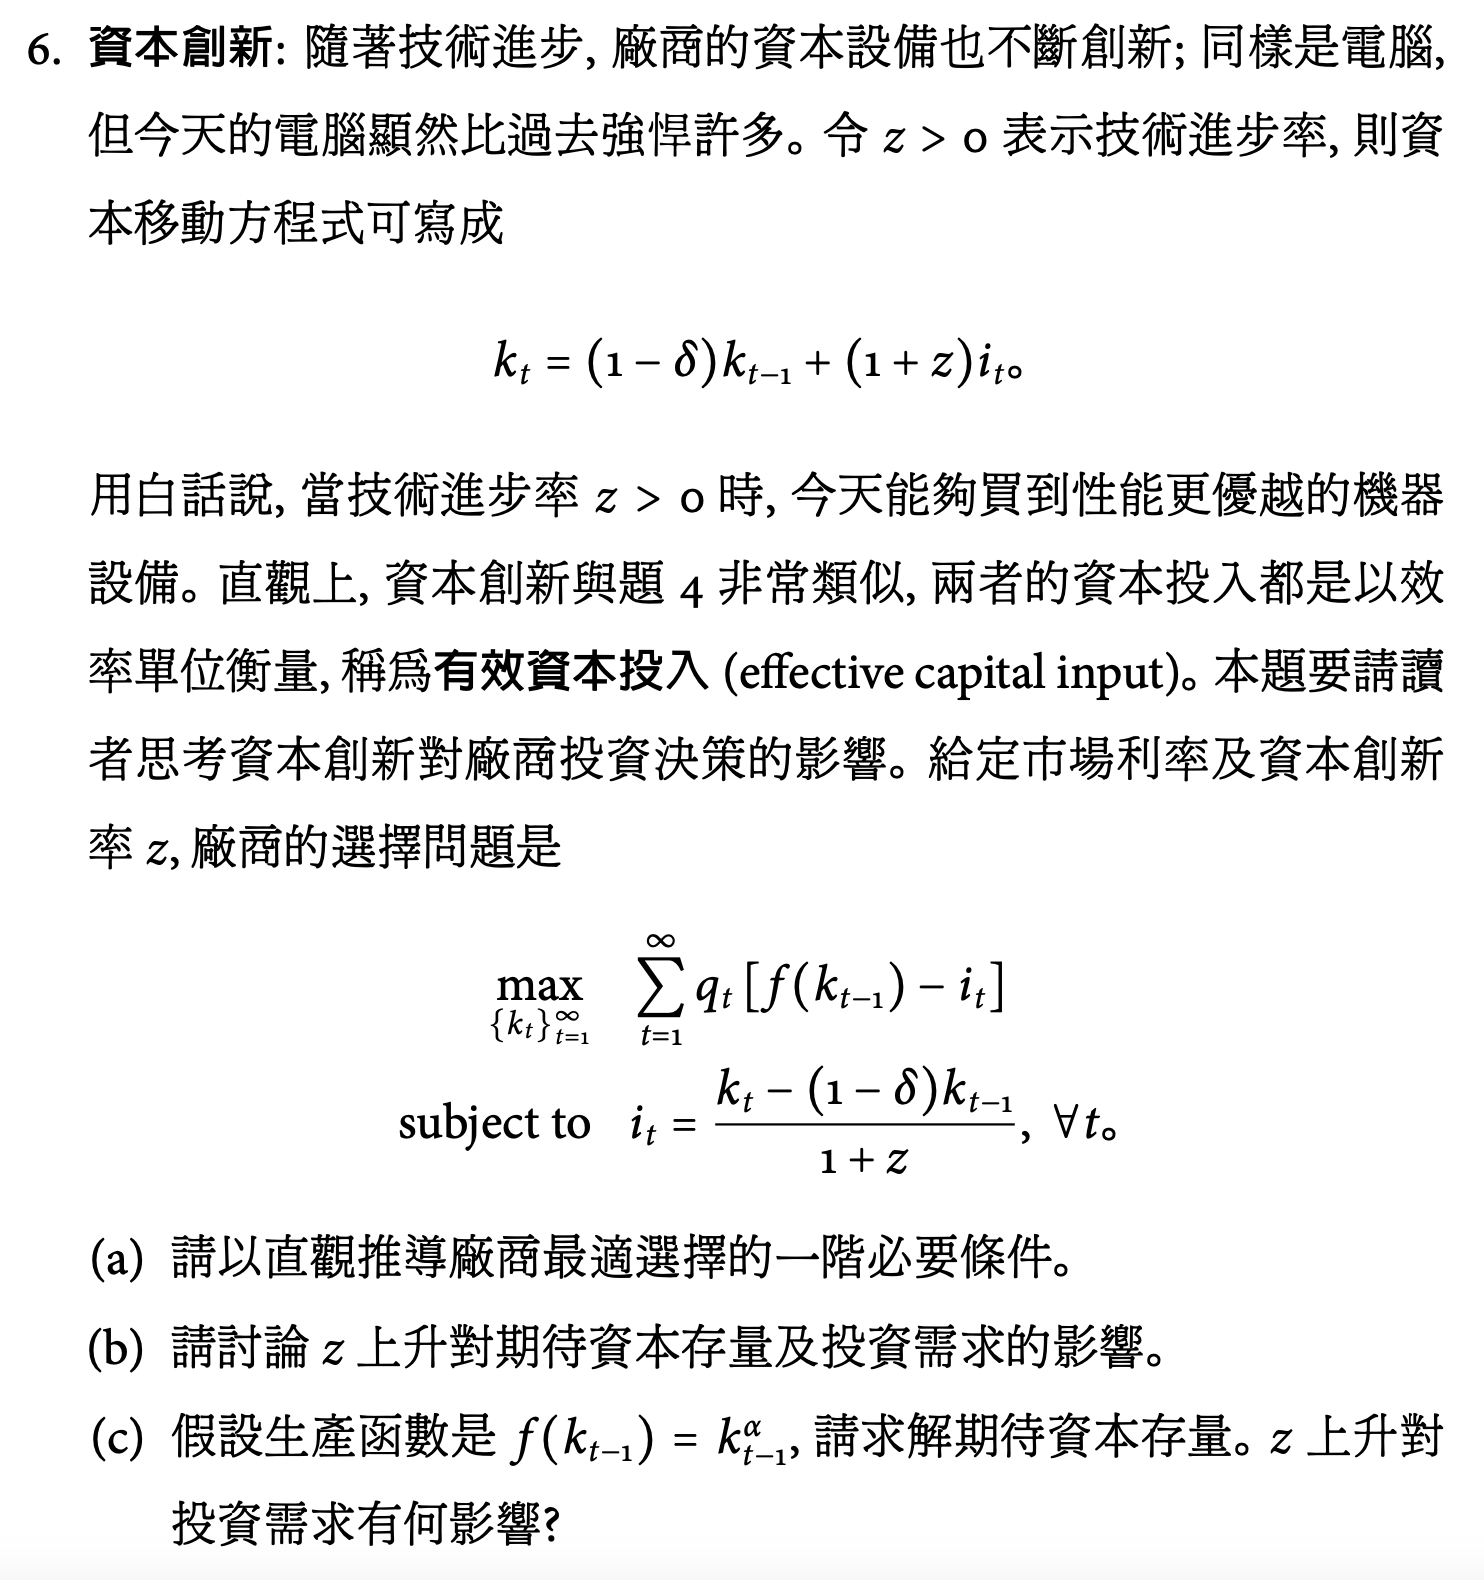 6. 資本創新: 隨著技術進步, 廠商的資本設備也不斷創新; 同樣是電腦,
但今天的電腦顯然比過去強悍許多。令 z > 0 表示技術進步率, 則資
本移動方程式可寫成
k_t = (1 − δ)k_{t−1} + (1 + z)i_t。
用白話說, 當技術進步率 z > 0 時, 今天能夠買到性能更優越的機器
設備。直觀上, 資本創新與題 4 非常類似, 兩者的資本投入都是以效
率單位衡量, 稱為有效資本投入 (effective capital input)。本題要請讀
者思考資本創新對廠商投資決策的影響。給定市場利率及資本創新
率 z, 廠商的選擇問題是
max_{\{k_t\}_{t=1}^{∞}} ∑_{t=1}^{∞} q_t [f(k_{t−1}) − i_t]
subject to i_t = \frac{k_t − (1 − δ)k_{t−1}}{1 + z}, ∀t。
(a) 請以直觀推導廠商最適選擇的一階必要條件。
(b) 請討論 z 上升對期待資本存量及投資需求的影響。
(c) 假設生產函數是 f(k_{t−1}) = k_{t−1}^{α}, 請求解期待資本存量。z 上升對
投資需求有何影響?